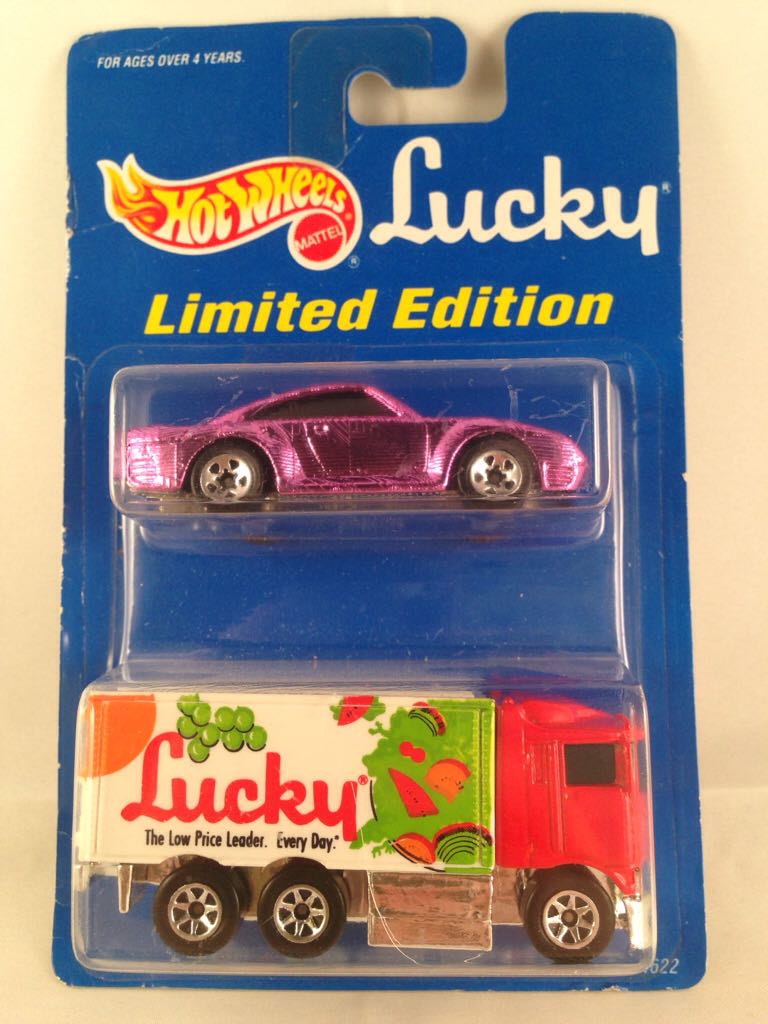 FOR AGES OVER 4 YEARS.
HOT WHEELS®
MATTEL
Lucky®
Limited Edition
Lucky®
The Low Price Leader. Every Day.®